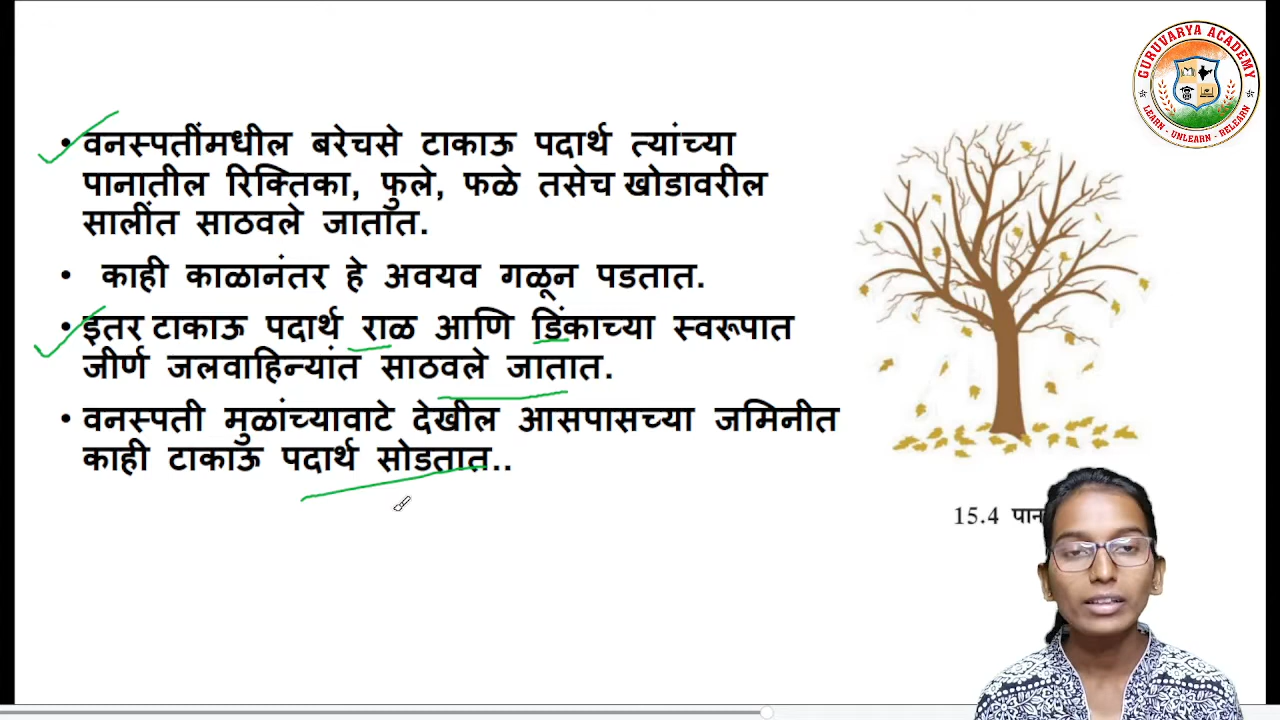 GURUVARYA ACADEMY
LEARN - UNLEARN - RELEARN
• वनस्पतींमधील बरेचसे टाकाऊ पदार्थ त्यांच्या
पानातील रिक्तिका, फुले, फळे तसेच खोडावरील
सालींत साठवले जातात.
• काही काळानंतर हे अवयव गळून पडतात.
• इतर टाकाऊ पदार्थ राळ आणि डिंकाच्या स्वरूपात
जीर्ण जलवाहिन्यांत साठवले जातात.
• वनस्पती मुळांच्यावाटे देखील आसपासच्या जमिनीत
काही टाकाऊ पदार्थ सोडतात..
15.4 पान